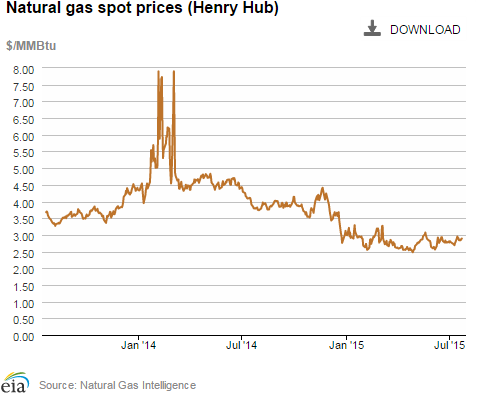 Natural gas spot prices (Henry Hub)
DOWNLOAD
$/MMBtu
8.00
7.50
7.00
6.50
6.00
5.50
5.00
4.50
4.00
3.50
3.00
2.50
2.00
1.50
1.00
0.50
0.00
Jan '14
Jul '14
Jan '15
Jul '15
eia
Source: Natural Gas Intelligence